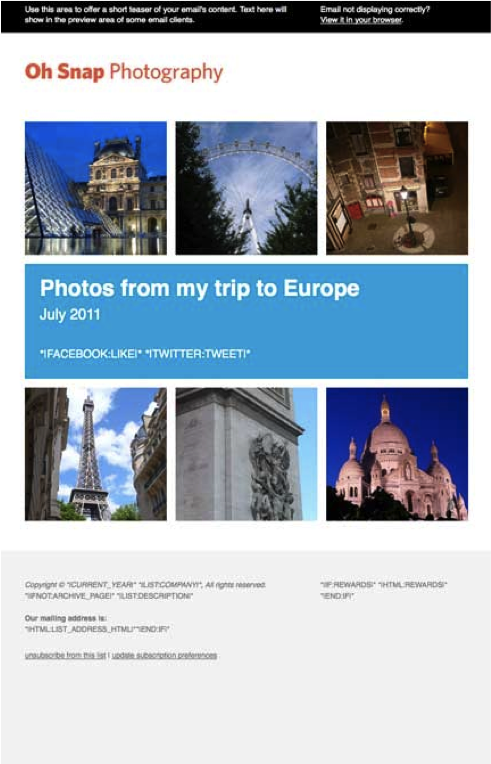 Use this area to offer a short teaser of your email's content. Text here will
show in the preview area of some email clients.
Email not displaying correctly?
View it in your browser.
Oh Snap Photography
Photos from my trip to Europe
July 2011
*|FACEBOOK:LIKE|* *|TWITTER:TWEET|*
Copyright © *|CURRENT_YEAR|* *|LIST:COMPANY|*, All rights reserved.
*|IFNOT:ARCHIVE_PAGE|* *|LIST:DESCRIPTION|*
Our mailing address is:
*|HTML:LIST_ADDRESS_HTML|**|END:IF|*
unsubscribe from this list | update subscription preferences
*|IF:REWARDS|* *|HTML:REWARDS|*
*|END:IF|*